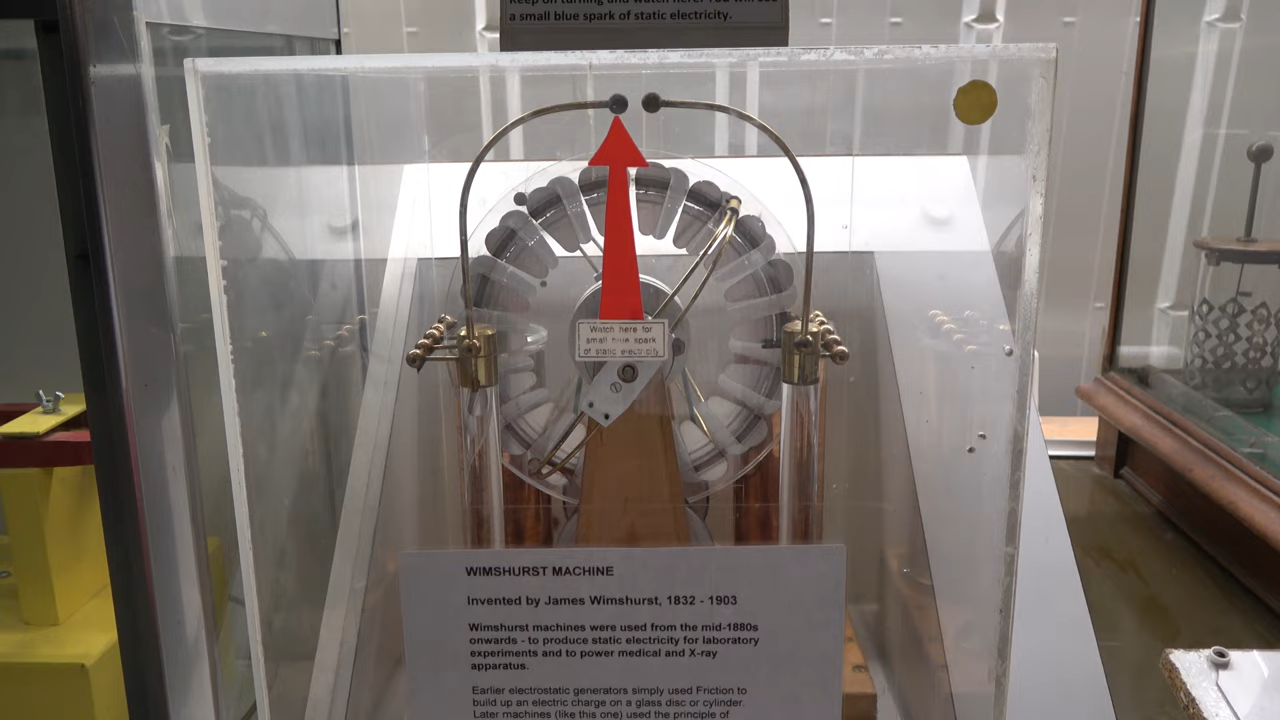 a small blue spark of static electricity.
Watch here for
small blue spark
of static electricity
WIMSHURST MACHINE
Invented by James Wimshurst, 1832 - 1903
Wimshurst machines were used from the mid-1880s
onwards - to produce static electricity for laboratory
experiments and to power medical and X-ray
apparatus.
Earlier electrostatic generators simply used Friction to
build up an electric charge on a glass disc or cylinder.
Later machines (like this one) used the principle of